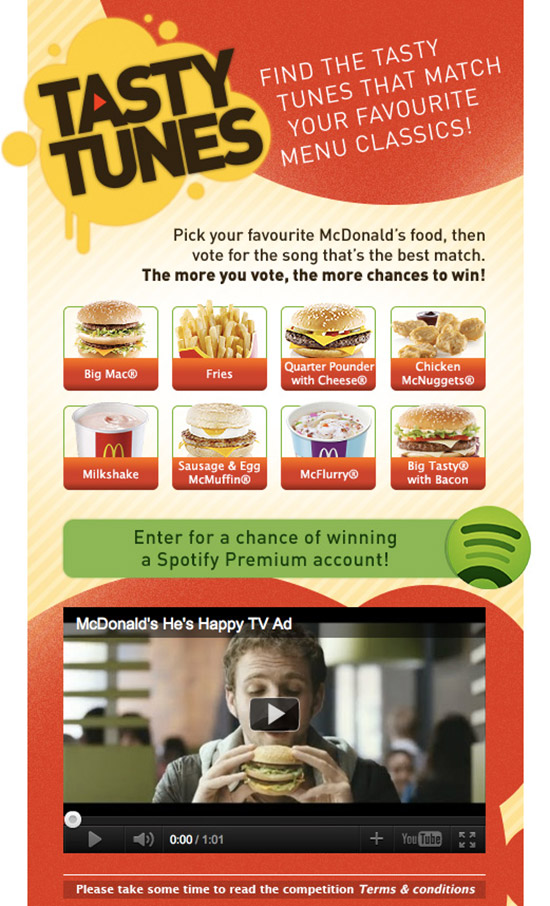 TASTY
TUNES
FIND THE TASTY
TUNES THAT MATCH
YOUR FAVOURITE
MENU CLASSICS!
Pick your favourite McDonald's food, then
vote for the song that's the best match.
The more you vote, the more chances to win!
Big Mac®
Fries
Quarter Pounder
with Cheese®
Chicken
McNuggets®
Milkshake
Sausage & Egg
McMuffin®
McFlurry®
Big Tasty®
with Bacon
Enter for a chance of winning
a Spotify Premium account!
McDonald's He's Happy TV Ad
0:00 / 1:01
YouTube
Please take some time to read the competition Terms & conditions